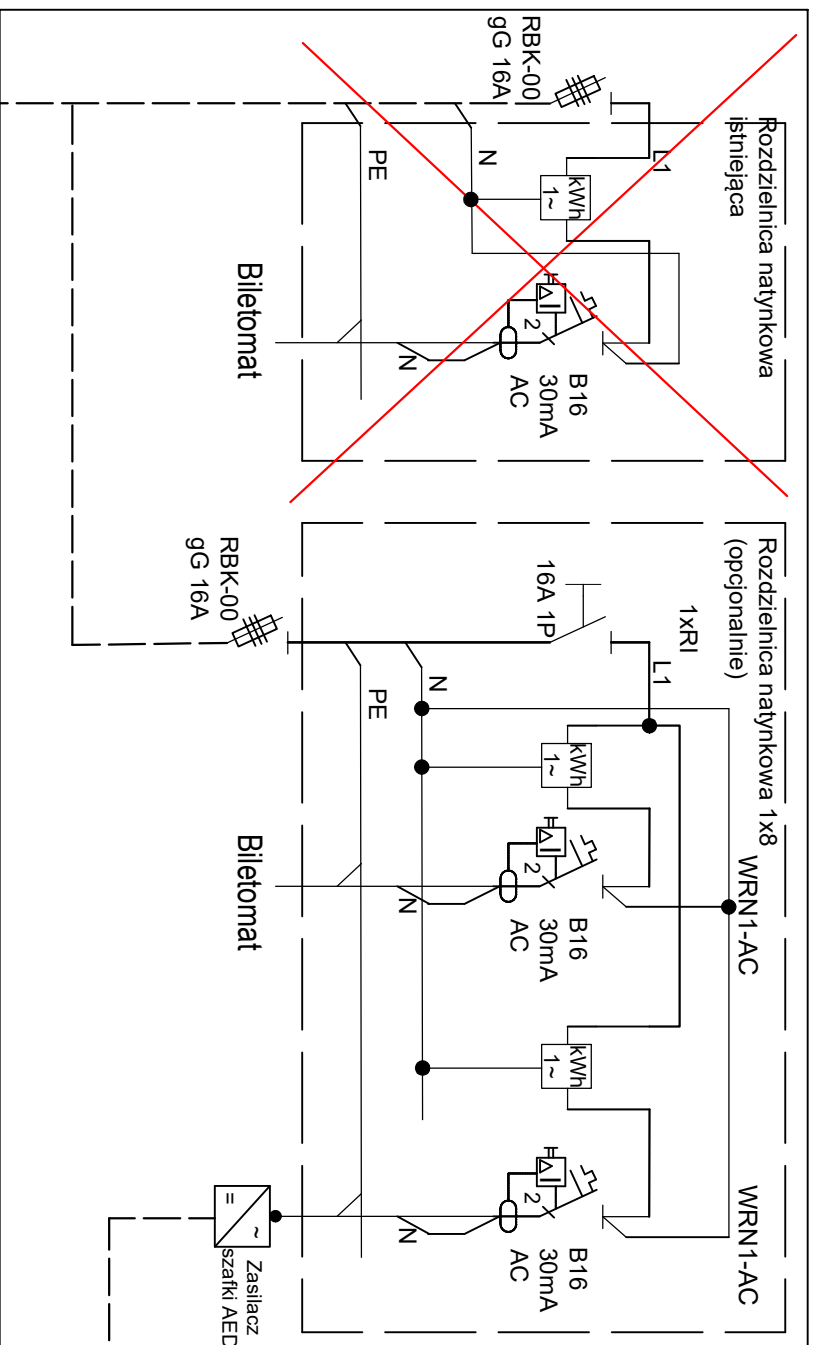 RBK-00
gG 16A
Rozdzielnica natynkowa
istniejąca
L1
N
PE
kWh
1~
2
N
B16
30mA
AC
Biletomat
RBK-00
gG 16A
Rozdzielnica natynkowa 1x8
(opcjonalnie)
1xRI
16A 1P
L1
N
PE
kWh
1~
WRN1-AC
2
N
B16
30mA
AC
Biletomat
kWh
1~
WRN1-AC
2
N
B16
30mA
AC
=
~
Zasilacz
szafki AED